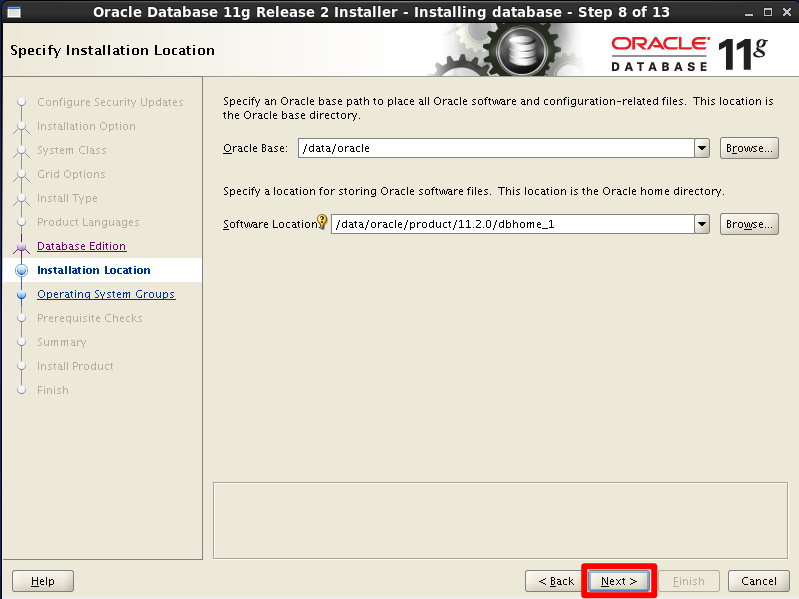 Oracle Database 11g Release 2 Installer - Installing database - Step 8 of 13
Specify Installation Location
ORACLE
DATABASE
11g
Configure Security Updates
Installation Option
System Class
Grid Options
Install Type
Product Languages
Database Edition
Installation Location
Operating System Groups
Prerequisite Checks
Summary
Install Product
Finish
Specify an Oracle base path to place all Oracle software and configuration-related files. This location is
the Oracle base directory.
Oracle Base: /data/oracle Browse...
Specify a location for storing Oracle software files. This location is the Oracle home directory.
Software Location: /data/oracle/product/11.2.0/dbhome_1 Browse...
Help < Back Next > Finish Cancel